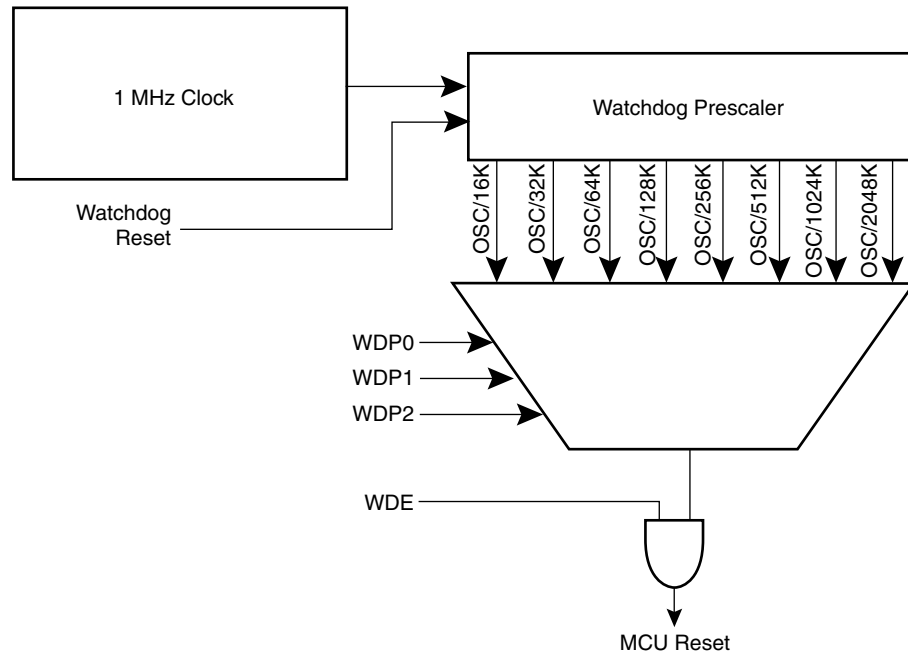 1 MHz Clock
Watchdog Prescaler
Watchdog
Reset
OSC/16K
OSC/32K
OSC/64K
OSC/128K
OSC/256K
OSC/512K
OSC/1024K
OSC/2048K
WDP0
WDP1
WDP2
WDE
MCU Reset